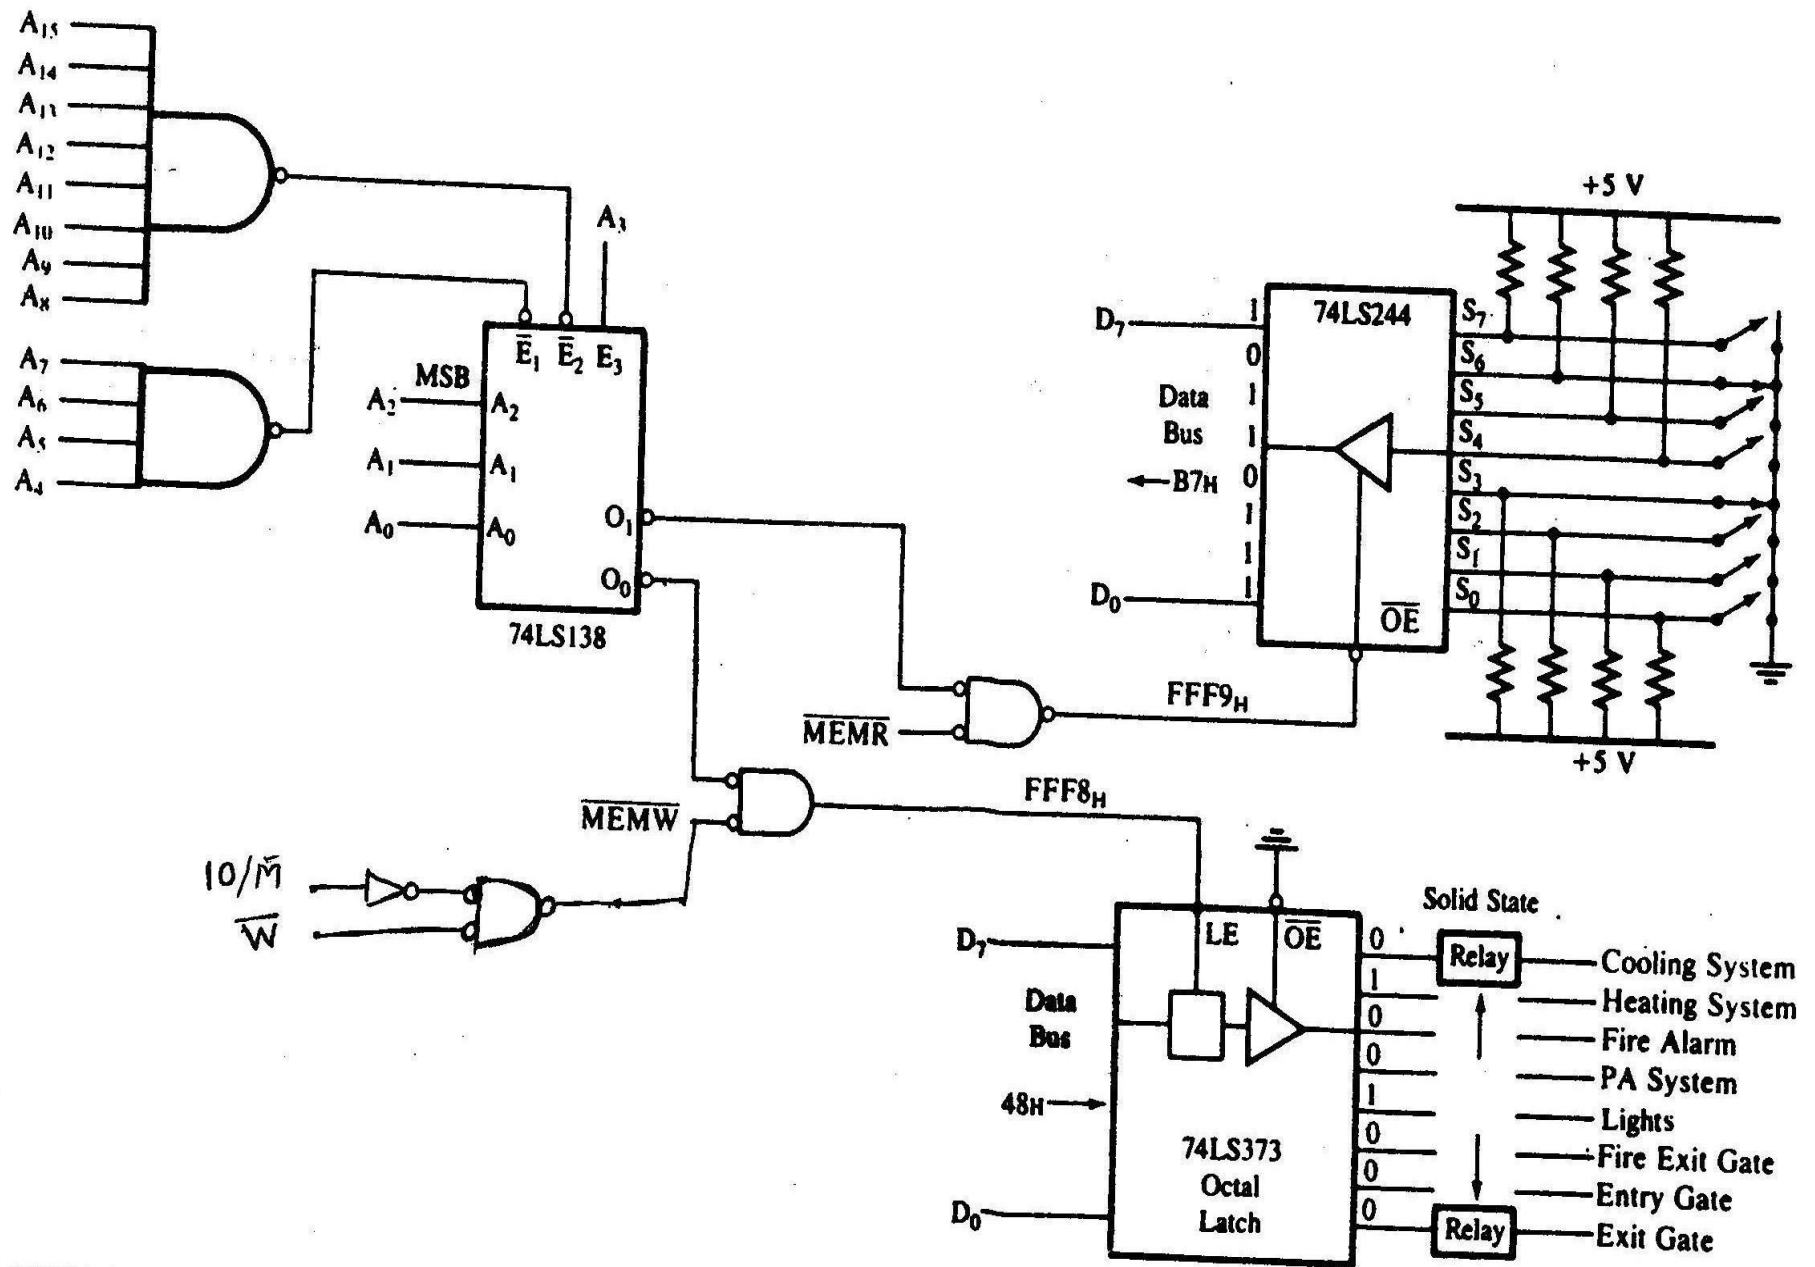 A15
A14
A13
A12
A11
A10
A9
A8
A7
A6
A5
A4
A3
E̅1 E̅2 E3
MSB
A2 A2
A1 A1
A0 A0
O1
O0
74LS138
MEMR
FFF9H
MEMW
FFF8H
IO/M̅
W̅
+5 V
74LS244
D7
1
0
1
1
0
1
1
1
Data
Bus
B7H
D0
OE
S7
S6
S5
S4
S3
S2
S1
S0
+5 V
LE OE
D7
Data
Bus
48H
D0
74LS373
Octal
Latch
Solid State
0 Relay Cooling System
1 Heating System
0 Fire Alarm
0 PA System
1 Lights
0 Fire Exit Gate
0 Entry Gate
0 Relay Exit Gate